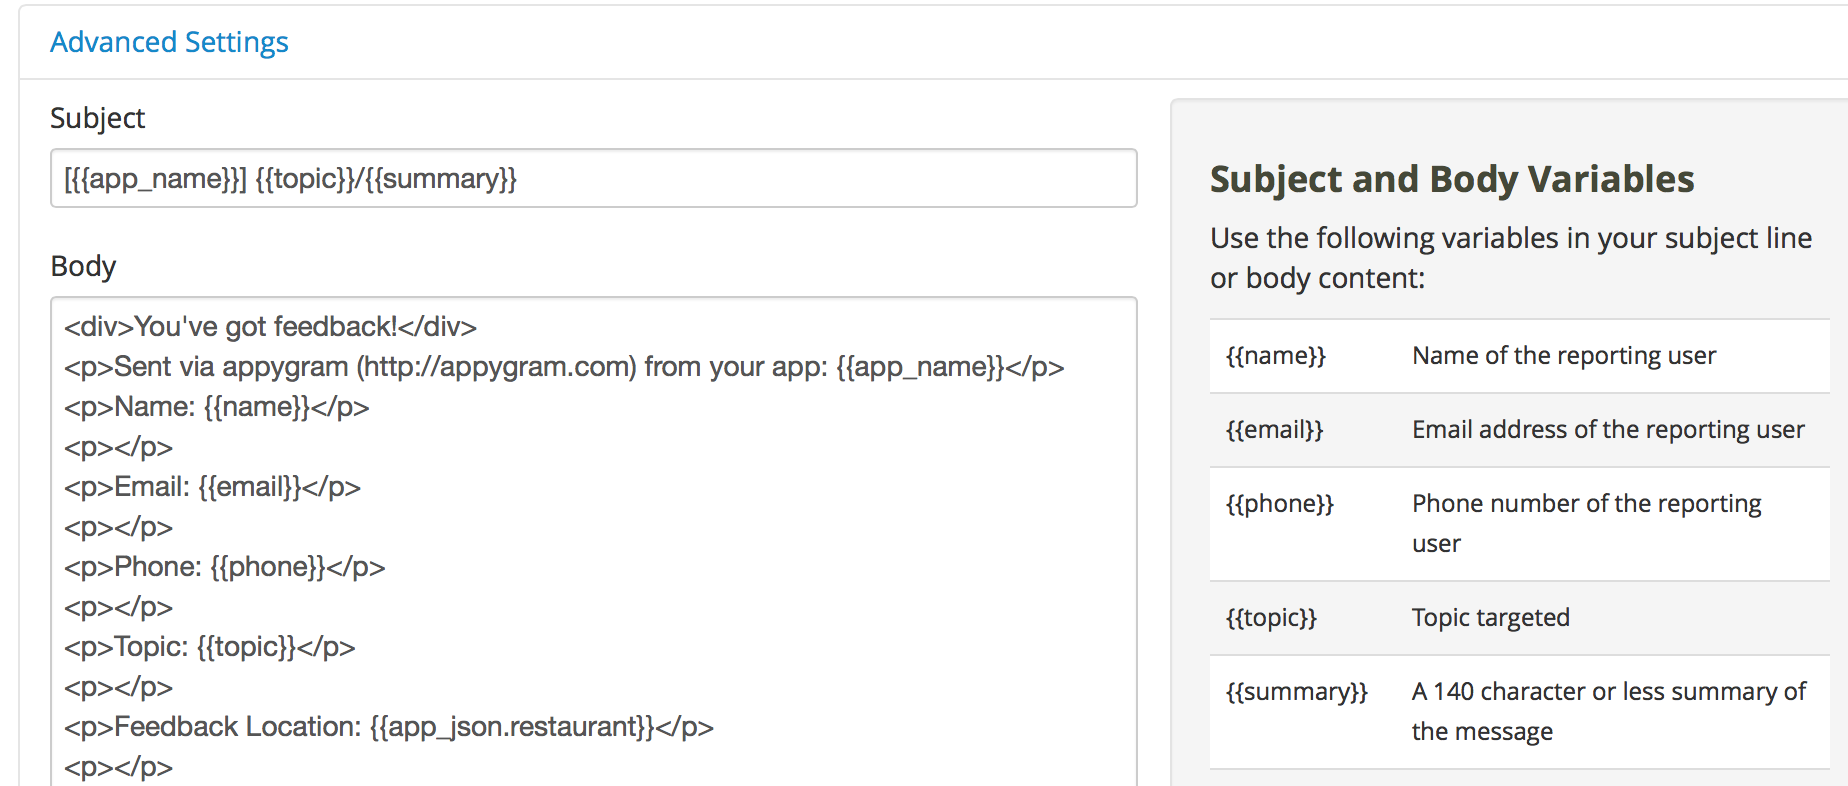 Advanced Settings
Subject
[{{app_name}}] {{topic}}/{{summary}}
Body
<div>You've got feedback!</div>
<p>Sent via appygram (http://appygram.com) from your app: {{app_name}}</p>
<p>Name: {{name}}</p>
<p></p>
<p>Email: {{email}}</p>
<p></p>
<p>Phone: {{phone}}</p>
<p></p>
<p>Topic: {{topic}}</p>
<p></p>
<p>Feedback Location: {{app_json.restaurant}}</p>
<p></p>
Subject and Body Variables
Use the following variables in your subject line
or body content:
{{name}} Name of the reporting user
{{email}} Email address of the reporting user
{{phone}} Phone number of the reporting
user
{{topic}} Topic targeted
{{summary}} A 140 character or less summary of
the message